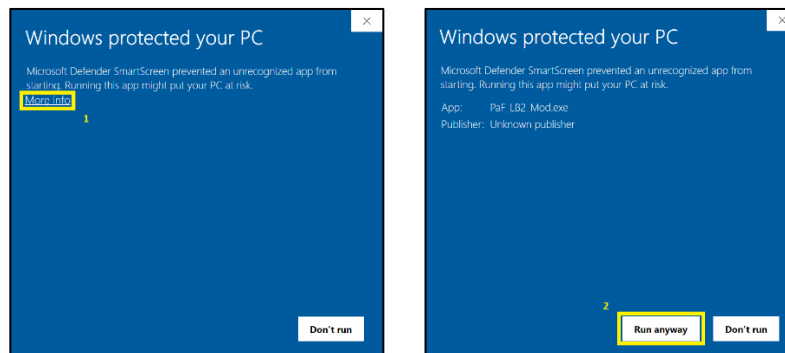 Windows protected your PC
Microsoft Defender SmartScreen prevented an unrecognized app from
starting. Running this app might put your PC at risk.
More info
1
Don't run
Windows protected your PC
Microsoft Defender SmartScreen prevented an unrecognized app from
starting. Running this app might put your PC at risk.
App: PaF_LB2_Mod.exe
Publisher: Unknown publisher
2
Run anyway
Don't run